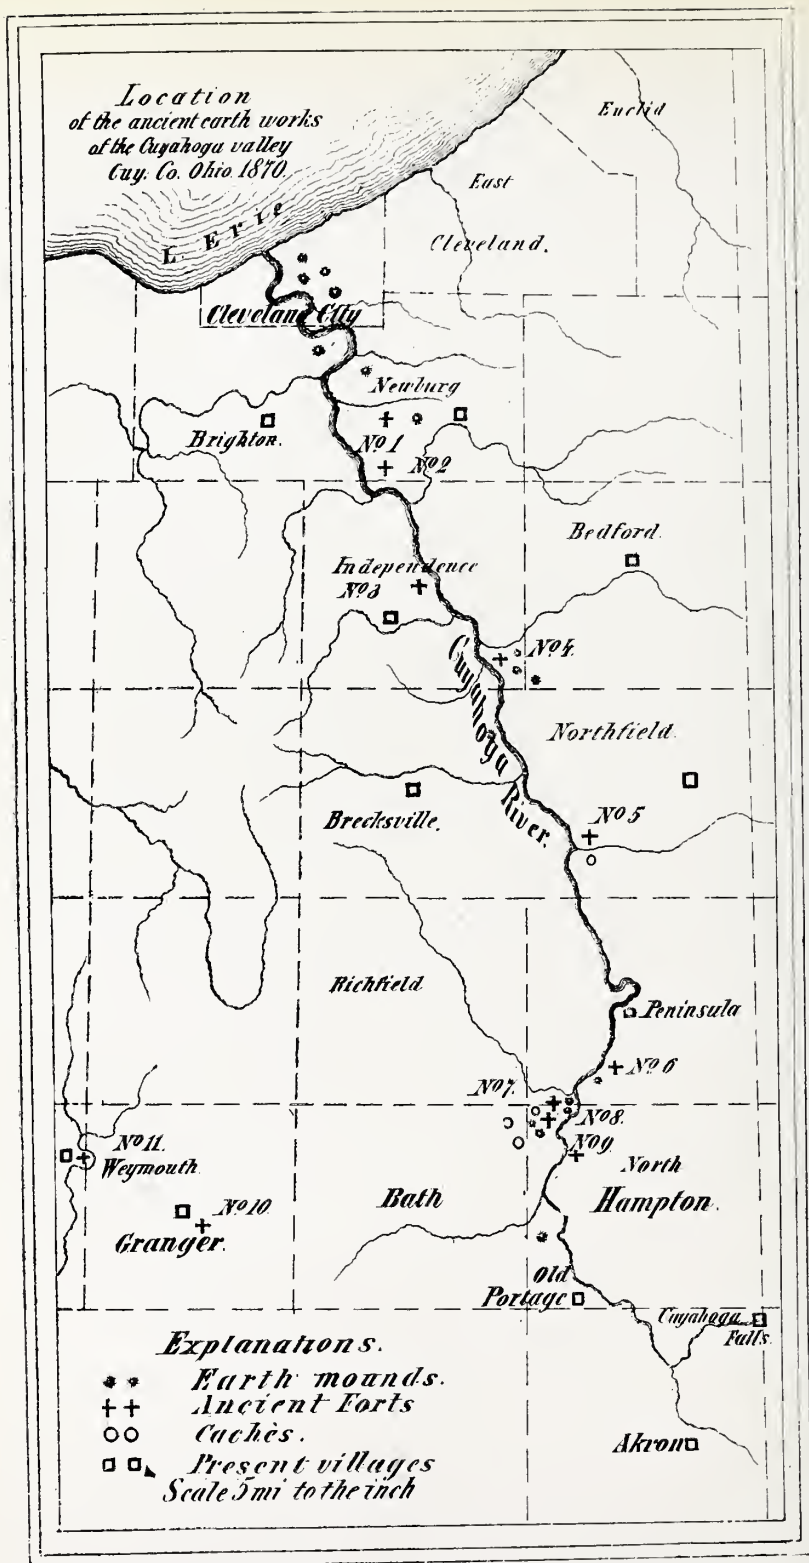 Location
of the ancient earth works
of the Cuyahoga valley
Cuy. Co. Ohio 1870.
Euclid
East
Cleveland.
L. Erie
Cleveland City
Newburg
Brighton.
No 1
No 2
Bedford.
Independence
No 3
No 4.
Cuyahoga River.
Northfield.
Brecksville.
No 5
Richfield
Peninsula
No 6
No 7.
No 8.
No 9
No 11.
Weymouth
North
Hampton.
Bath
No 10.
Granger.
Old
Portage
Cuyahoga
Falls.
Akron
Explanations.
Earth mounds.
Ancient Forts
Cachès.
Present villages
Scale 5 mi to the inch